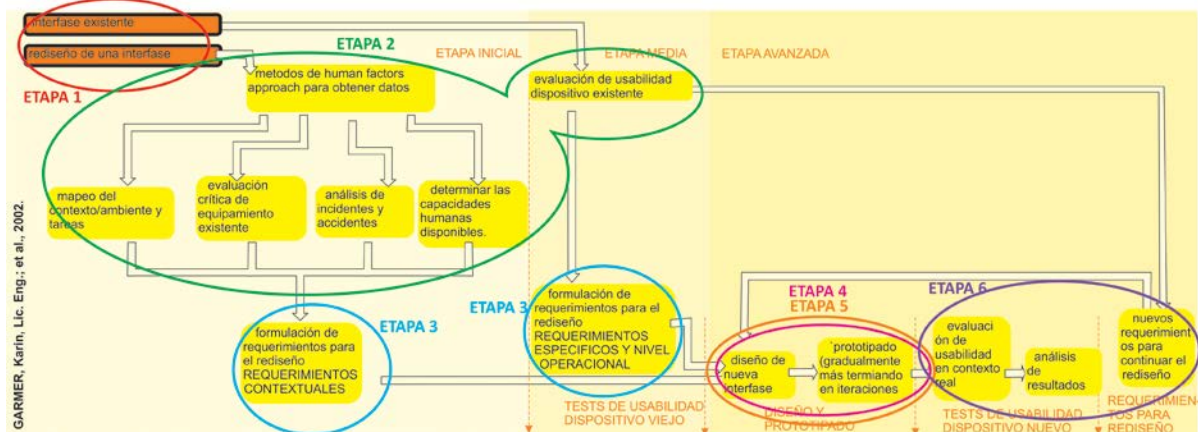 interfase existente
rediseño de una interfase
ETAPA 1
ETAPA 2
ETAPA INICIAL
ETAPA MEDIA
ETAPA AVANZADA
metodos de human factors
approach para obtener datos
evaluación de usabilidad
dispositivo existente
mapeo del
contexto/ambiente y
tareas
evaluación
crítica de
equipamiento
existente
análisis de
incidentes y
accidentes
determinar las
capacidades
humanas
disponibles.
GARMER, Karin, Lic. Eng.; et al., 2002.
ETAPA 3
formulación de
requerimientos para
el rediseño
REQUERIMIENTOS
CONTEXTUALES
ETAPA 3
formulación de
requerimientos para el
rediseño
REQUERIMIENTOS
ESPECIFICOS Y NIVEL
OPERACIONAL
ETAPA 4
ETAPA 5
diseño de
nueva
interfase
`prototipado
(gradualmente
más termiando
en iteraciones
ETAPA 6
evaluaci
ón de
usabilidad
en contexto
real
análisis
de
resultados
nuevos
requerimient
os para
continuar el
rediseño
TESTS DE USABILIDAD
DISPOSITIVO VIEJO
DISEÑO Y
PROTOTIPADO
TESTS DE USABILIDAD
DISPOSITIVO NUEVO
REQUERIMIEN-
TOS PARA
REDISEÑO